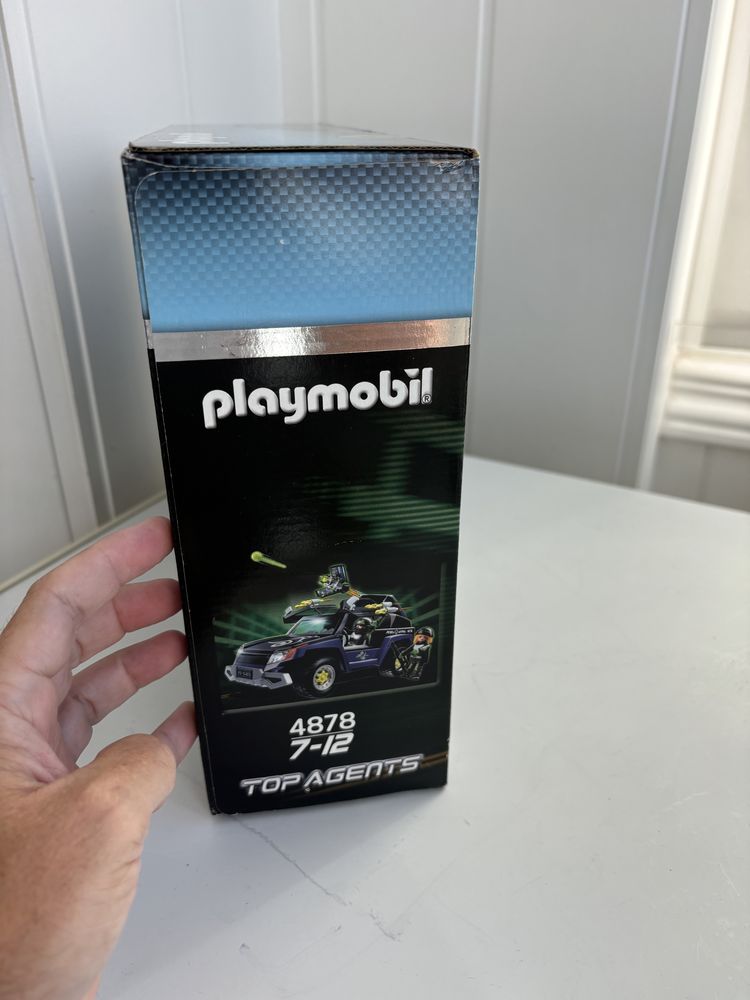 playmobil®
4878
7-12
TOP AGENTS